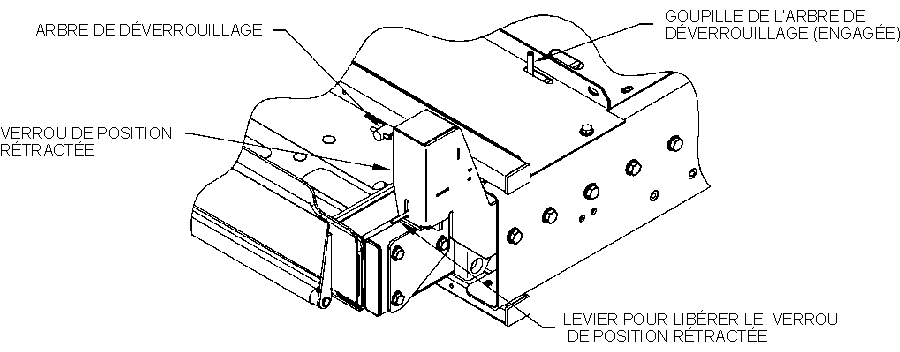 GOUPILLE DE L'ARBRE DE
DÉVERROUILLAGE (ENGAGÉE)
ARBRE DE DÉVERROUILLAGE
VERROU DE POSITION
RÉTRACTÉE
LEVIER POUR LIBÉRER LE VERROU
DE POSITION RÉTRACTÉE